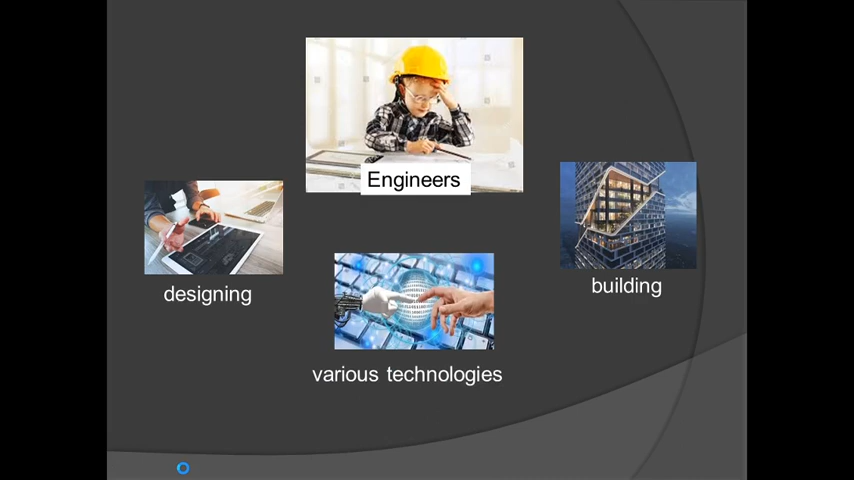 Engineers
designing
building
various technologies